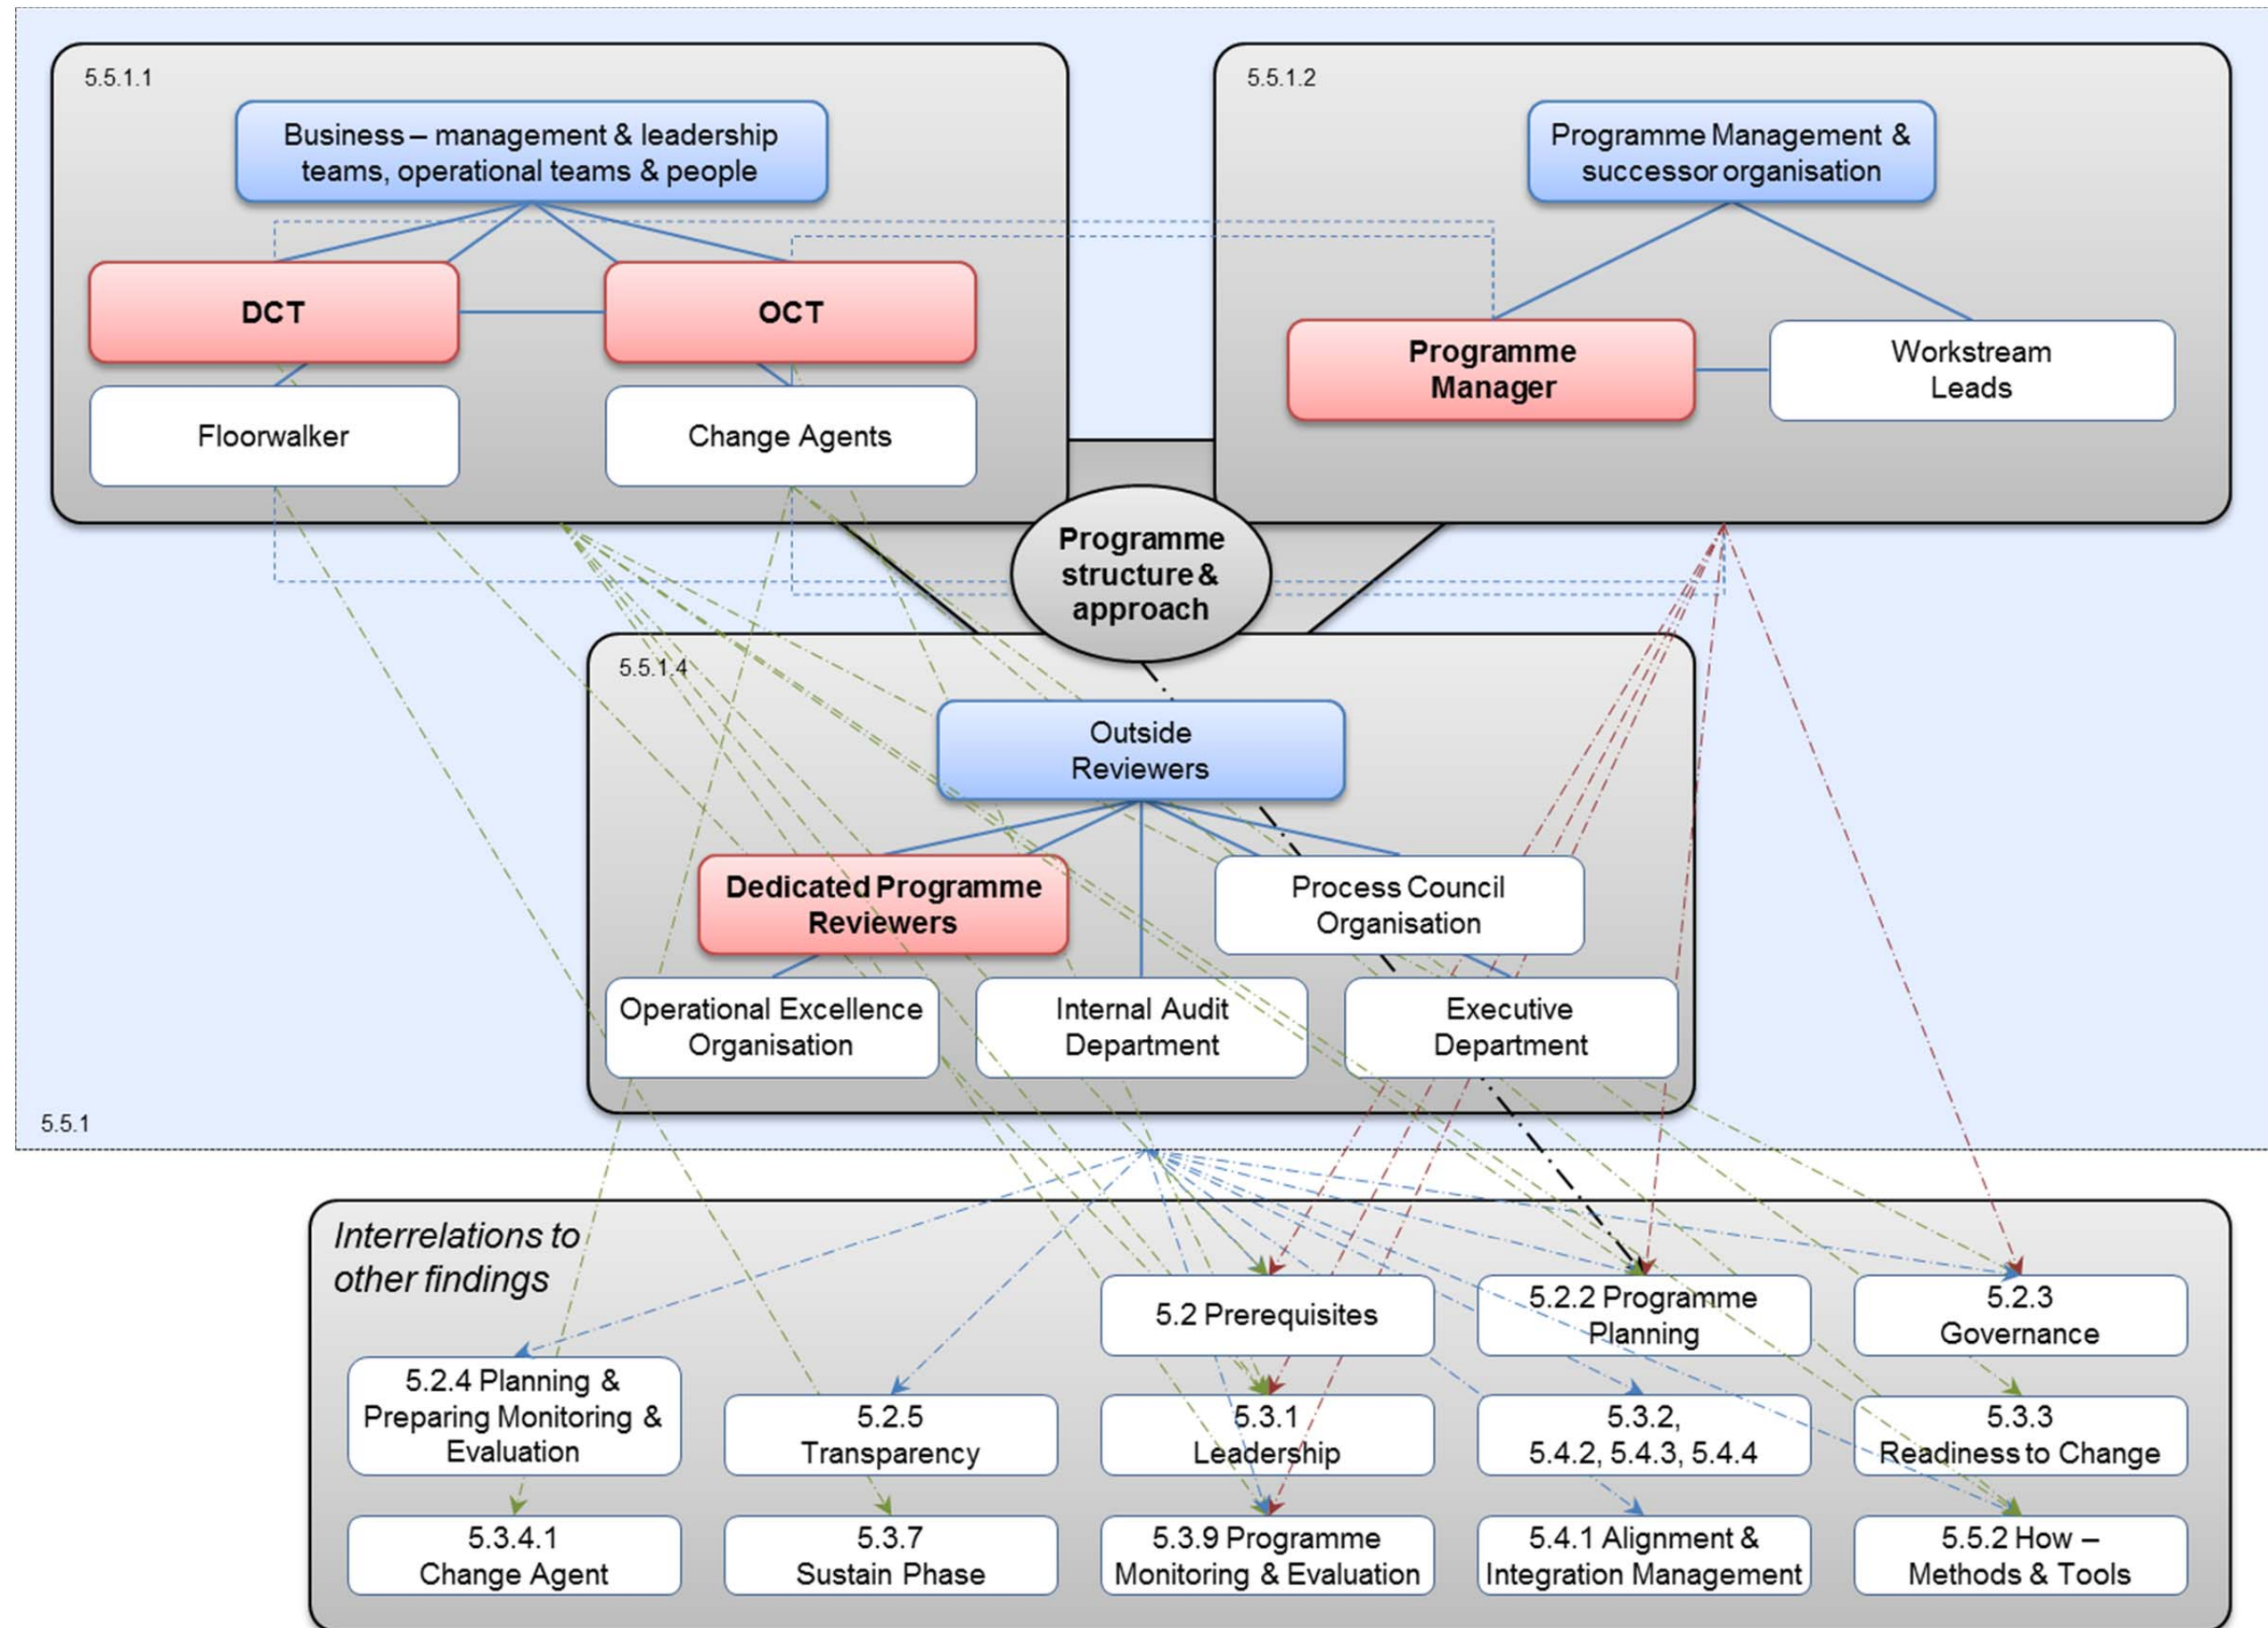 5.5.1.1
Business – management & leadership
teams, operational teams & people
DCT
OCT
Floorwalker
Change Agents
5.5.1.2
Programme Management &
successor organisation
Programme
Manager
Workstream
Leads
Programme
structure &
approach
5.5.1.4
Outside
Reviewers
Dedicated Programme
Reviewers
Process Council
Organisation
Operational Excellence
Organisation
Internal Audit
Department
Executive
Department
5.5.1
Interrelations to
other findings
5.2 Prerequisites
5.2.2 Programme
Planning
5.2.3
Governance
5.2.4 Planning &
Preparing Monitoring &
Evaluation
5.2.5
Transparency
5.3.1
Leadership
5.3.2,
5.4.2, 5.4.3, 5.4.4
5.3.3
Readiness to Change
5.3.4.1
Change Agent
5.3.7
Sustain Phase
5.3.9 Programme
Monitoring & Evaluation
5.4.1 Alignment &
Integration Management
5.5.2 How –
Methods & Tools